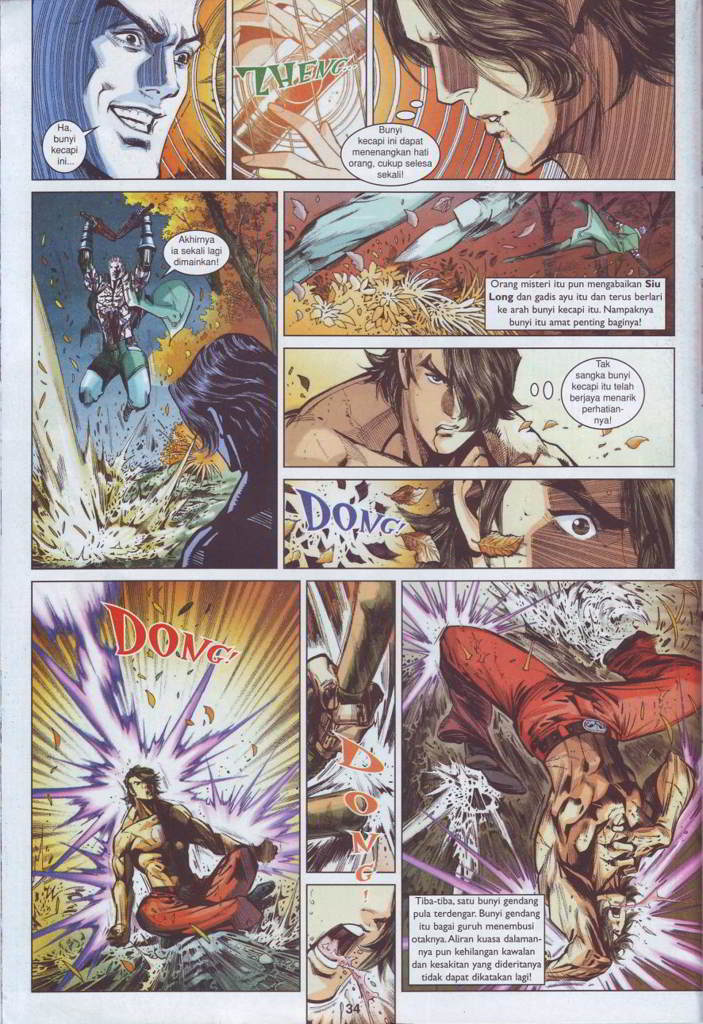 Ha,
bunyi
kecapi
ini...
ZHENG...
Bunyi
kecapi ini dapat
menenangkan hati
orang, cukup selesa
sekali!
Akhirnya
ia sekali lagi
dimainkan!
Orang misteri itu pun mengabaikan Siu
Long dan gadis ayu itu dan terus berlari
ke arah bunyi kecapi itu. Nampaknya
bunyi itu amat penting baginya!
Tak
sangka bunyi
kecapi itu telah
berjaya menarik
perhatian-
nya!
DONG!
DONG!
DONG!
Tiba-tiba, satu bunyi gendang
pula terdengar. Bunyi gendang
itu bagai guruh menembusi
otaknya. Aliran kuasa dalaman-
nya pun kehilangan kawalan
dan kesakitan yang dideritanya
tidak dapat dikatakan lagi!
34